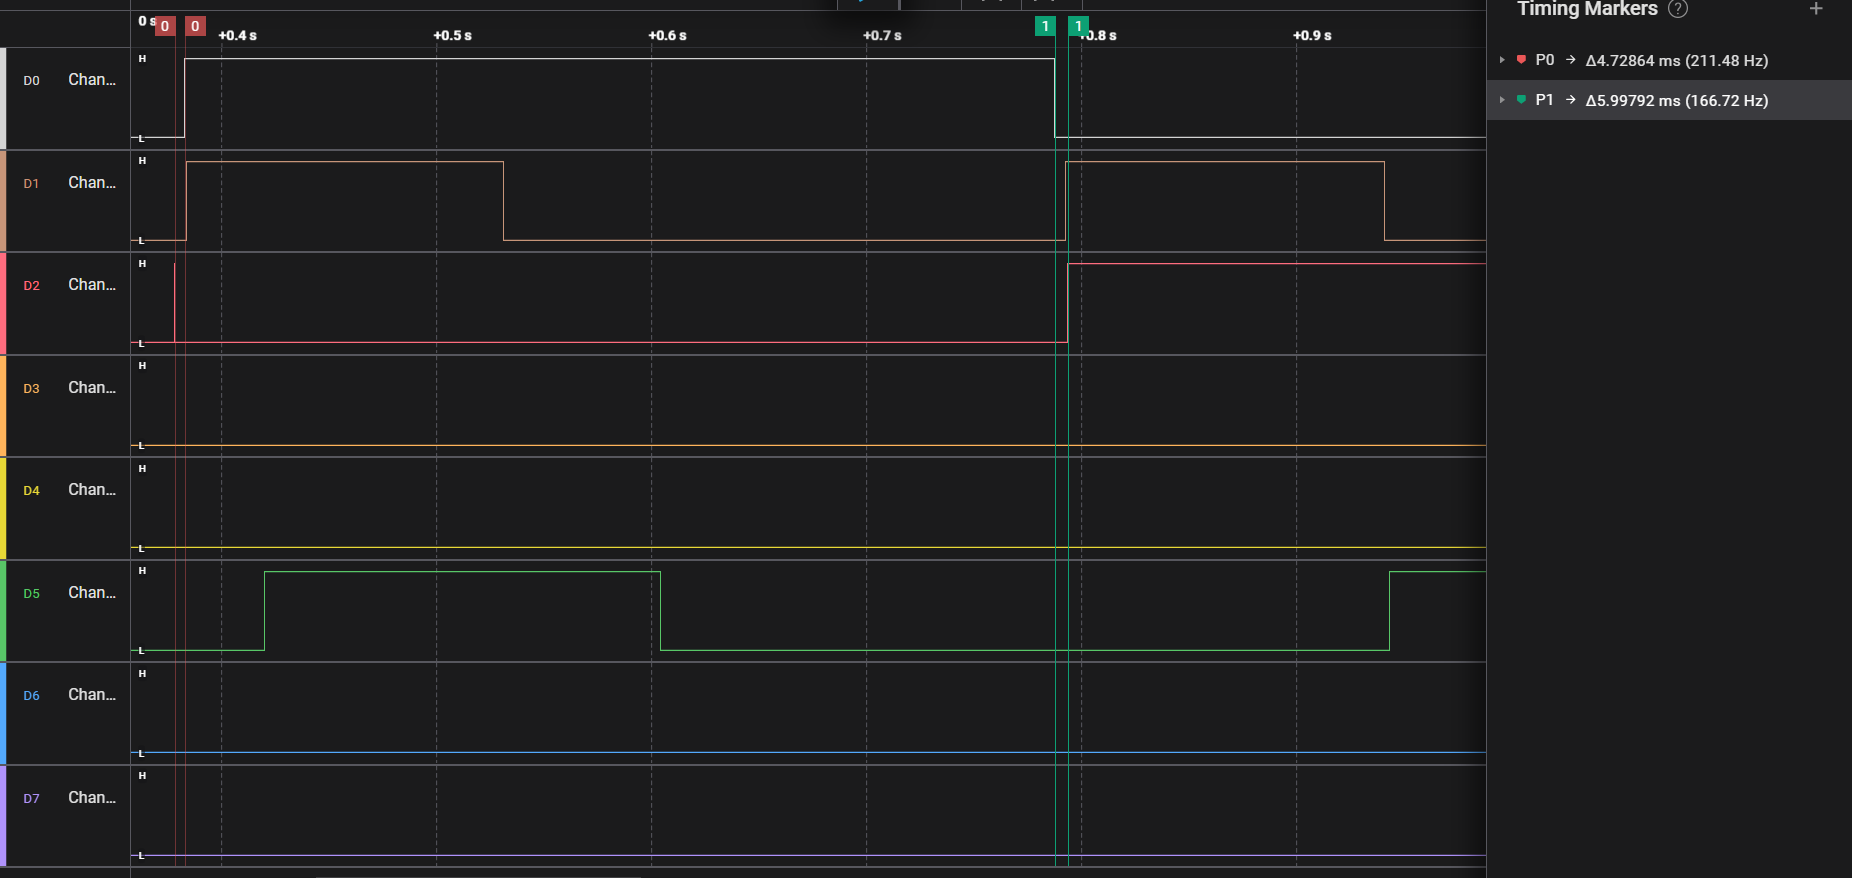 Timing Markers ?
0 s 0 0 1 1
+0.4 s +0.5 s +0.6 s +0.7 s +0.8 s +0.9 s
P0 → Δ4.72864 ms (211.48 Hz)
P1 → Δ5.99792 ms (166.72 Hz)
H
D0 Chan...
L
H
D1 Chan...
L
H
D2 Chan...
L
H
D3 Chan...
L
H
D4 Chan...
L
H
D5 Chan...
L
H
D6 Chan...
L
H
D7 Chan...
L